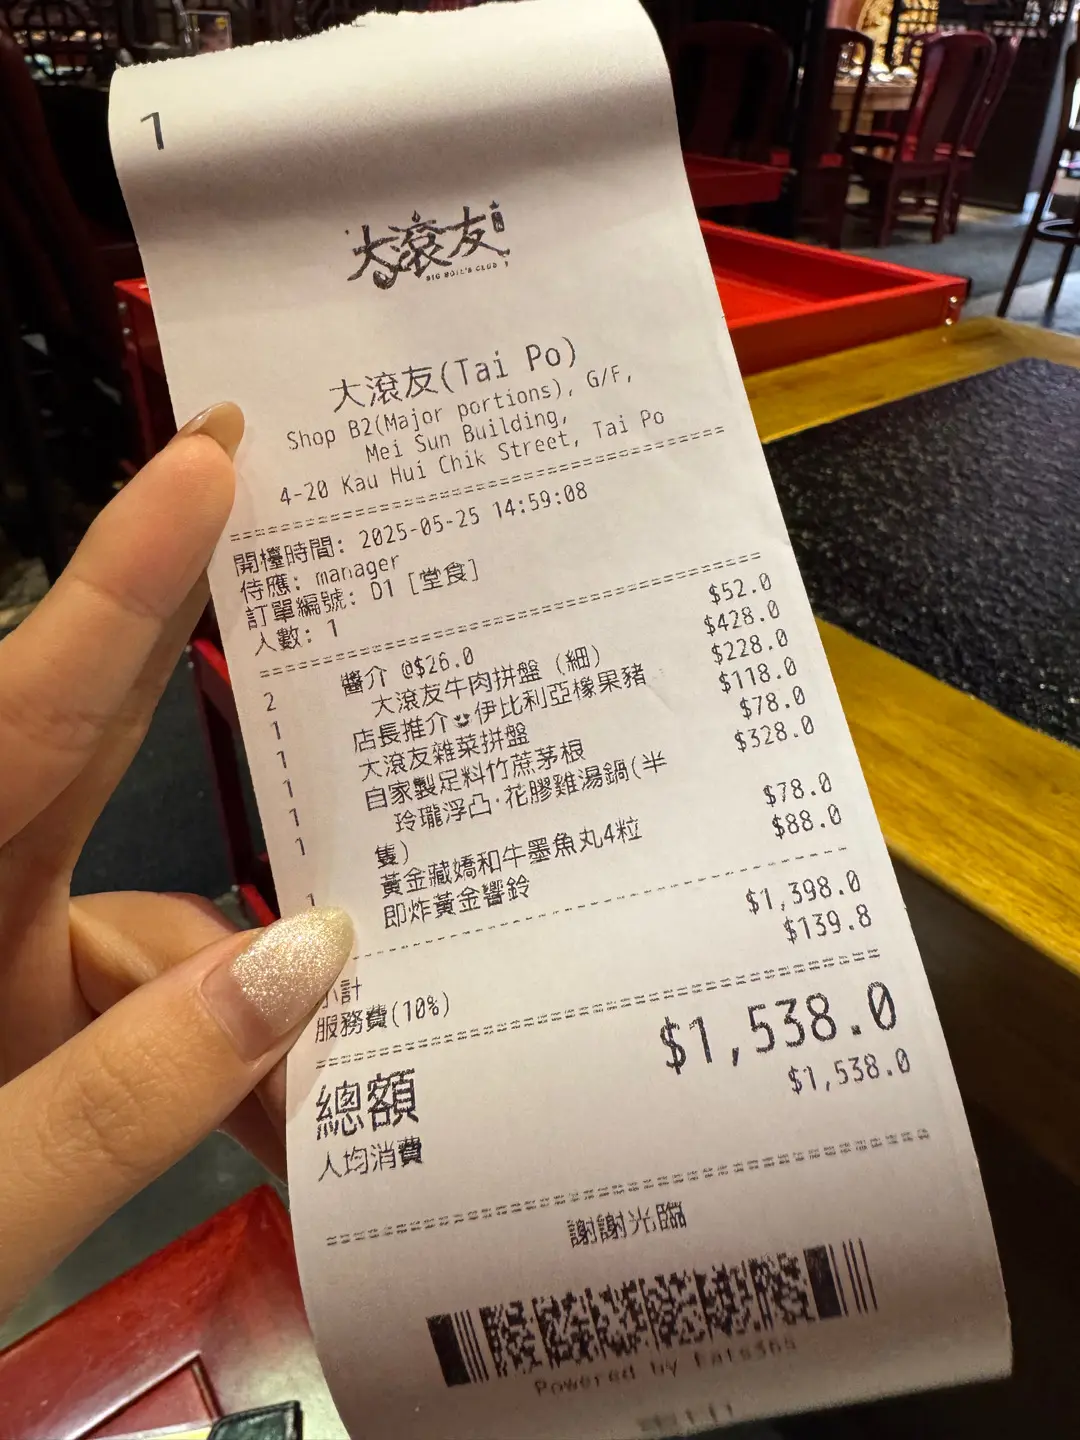 1
大滾友
BIG BOIL'S CLUB
大滾友(Tai Po)
Shop B2(Major portions), G/F,
Mei Sun Building,
4-20 Kau Hui Chik Street, Tai Po
開檯時間: 2025-05-25 14:59:08
侍應: manager
訂單編號: D1 [堂食]
人數: 1
2 醬介 @$26.0 $52.0
1 大滾友牛肉拼盤 (細) $428.0
1 店長推介 伊比利亞橡果豬 $228.0
1 大滾友雜菜拼盤 $118.0
1 自家製足料竹蔗茅根 $78.0
1 玲瓏浮凸·花膠雞湯鍋(半 $328.0
隻)
1 黃金藏嬌和牛墨魚丸4粒 $78.0
即炸黃金響鈴 $88.0
小計 $1,398.0
服務費(10%) $139.8
總額 $1,538.0
人均消費 $1,538.0
謝謝光臨
Powered by Eats365